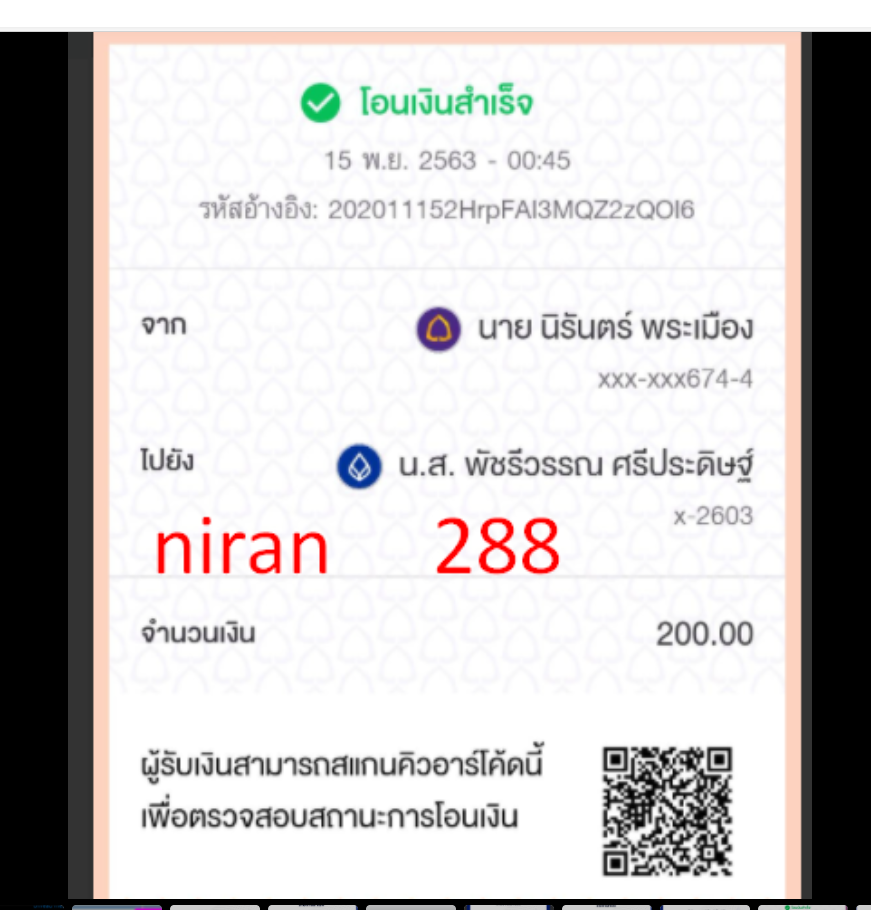 โอนเงินสำเร็จ
15 พ.ย. 2563 - 00:45
รหัสอ้างอิง: 202011152HrpFAI3MQZ2zQOI6
จาก นาย นิรันตร์ พระเมือง
xxx-xxx674-4
ไปยัง น.ส. พัชรีวรรณ ศรีประดิษฐ์
x-2603
niran 288
จำนวนเงิน 200.00
ผู้รับเงินสามารถสแกนคิวอาร์โค้ดนี้
เพื่อตรวจสอบสถานะการโอนเงิน